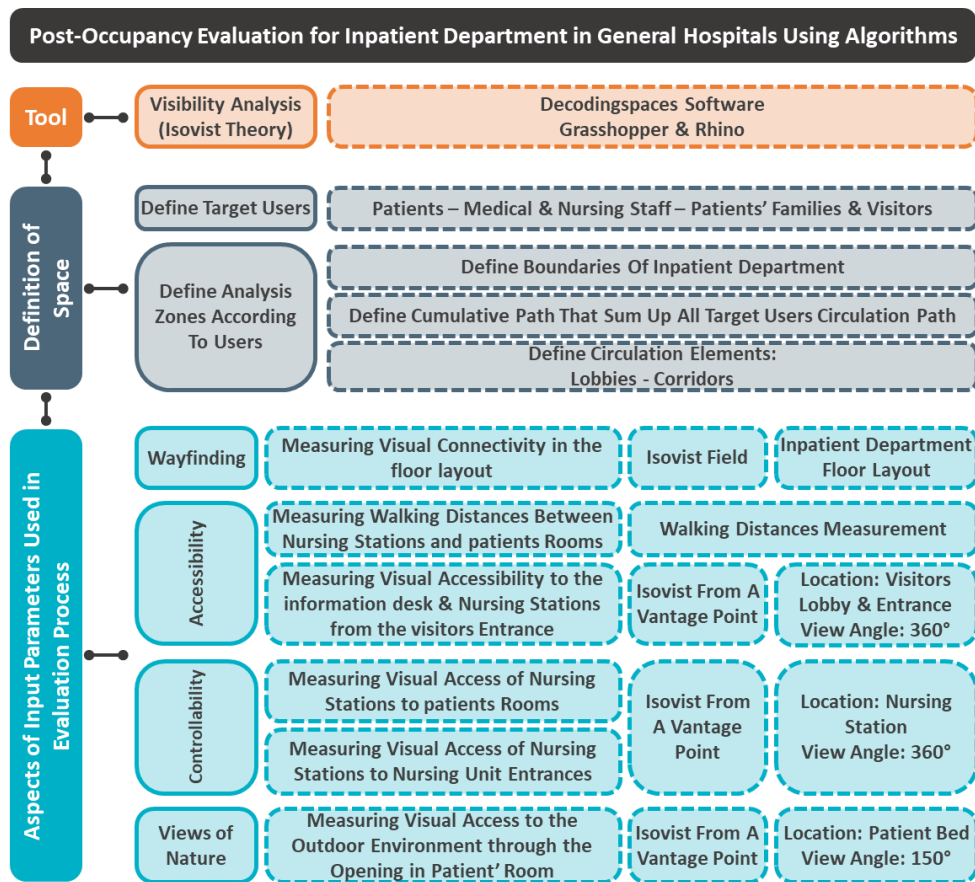 Post-Occupancy Evaluation for Inpatient Department in General Hospitals Using Algorithms
Tool
Visibility Analysis
(Isovist Theory)
Decodingspaces Software
Grasshopper & Rhino
Definition of
Space
Define Target Users
Patients – Medical & Nursing Staff – Patients’ Families & Visitors
Define Analysis
Zones According
To Users
Define Boundaries Of Inpatient Department
Define Cumulative Path That Sum Up All Target Users Circulation Path
Define Circulation Elements:
Lobbies - Corridors
Aspects of Input Parameters Used in
Evaluation Process
Wayfinding
Measuring Visual Connectivity in the
floor layout
Isovist Field
Inpatient Department
Floor Layout
Accessibility
Measuring Walking Distances Between
Nursing Stations and patients Rooms
Walking Distances Measurement
Measuring Visual Accessibility to the
information desk & Nursing Stations
from the visitors Entrance
Isovist From A
Vantage Point
Location: Visitors
Lobby & Entrance
View Angle: 360°
Controllability
Measuring Visual Access of Nursing
Stations to patients Rooms
Measuring Visual Access of Nursing
Stations to Nursing Unit Entrances
Isovist From
A Vantage
Point
Location: Nursing
Station
View Angle: 360°
Views of
Nature
Measuring Visual Access to the
Outdoor Environment through the
Opening in Patient’ Room
Isovist From A
Vantage Point
Location: Patient Bed
View Angle: 150°